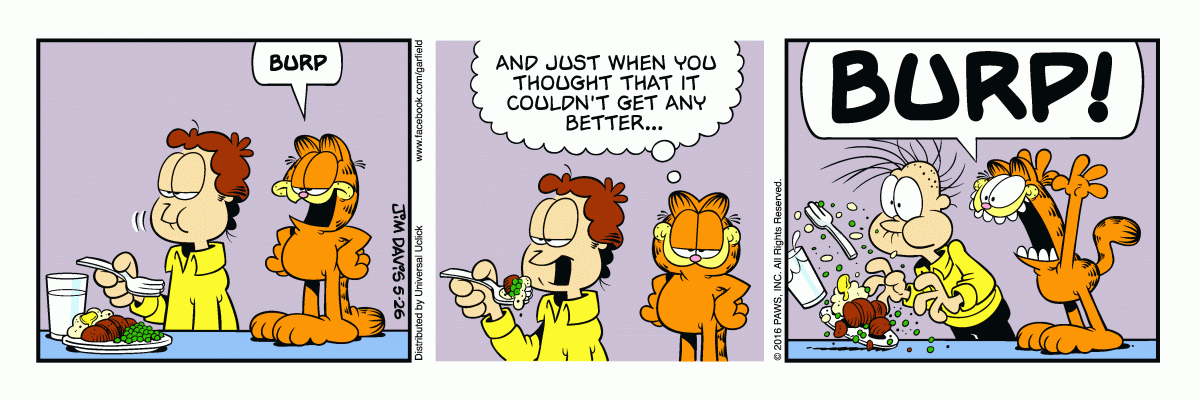 BURP
www.facebook.com/garfield
Distributed by Universal Uclick
JIM DAVIS 5-26
AND JUST WHEN YOU
THOUGHT THAT IT
COULDN'T GET ANY
BETTER...
© 2016 PAWS, INC. All Rights Reserved.
BURP!